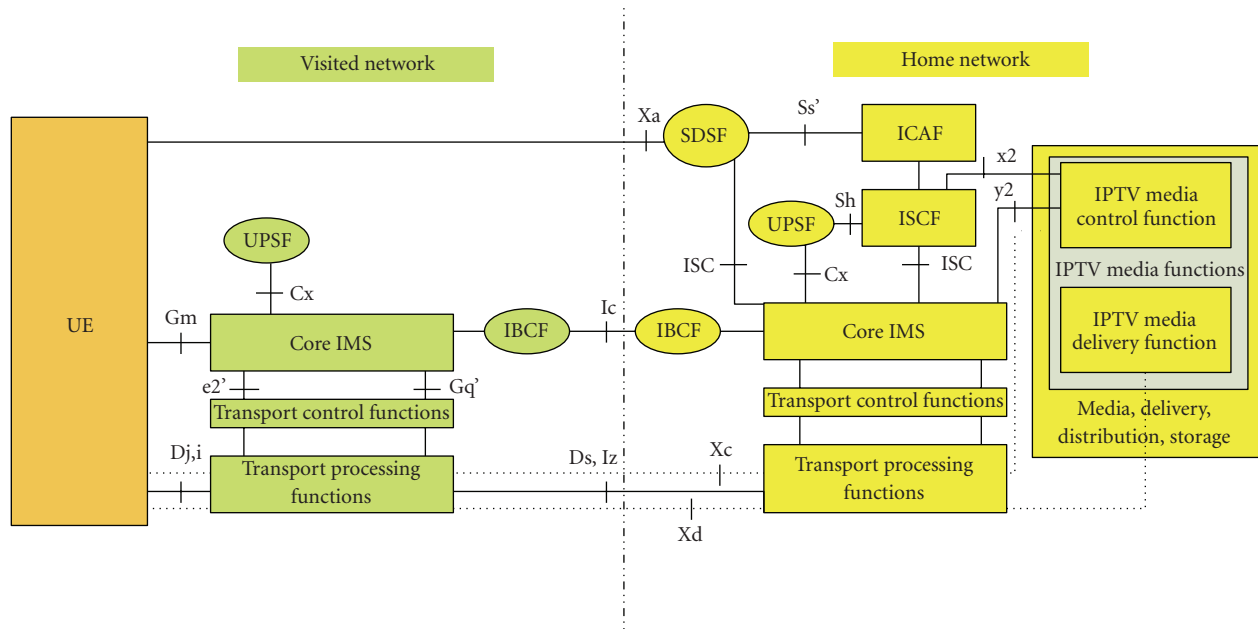 Visited network
Home network
Xa
SDSF
Ss’
ICAF
x2
y2
IPTV media
control function
UPSF
Sh
UPSF
ISCF
ISC
Cx
ISC
IPTV media functions
Cx
UE
Gm
Core IMS
IBCF
Ic
IBCF
Core IMS
IPTV media
delivery function
e2’
Gq’
Transport control functions
Transport control functions
Media, delivery,
distribution, storage
Dj,i
Transport processing
functions
Ds, Iz
Xc
Transport processing
functions
Xd